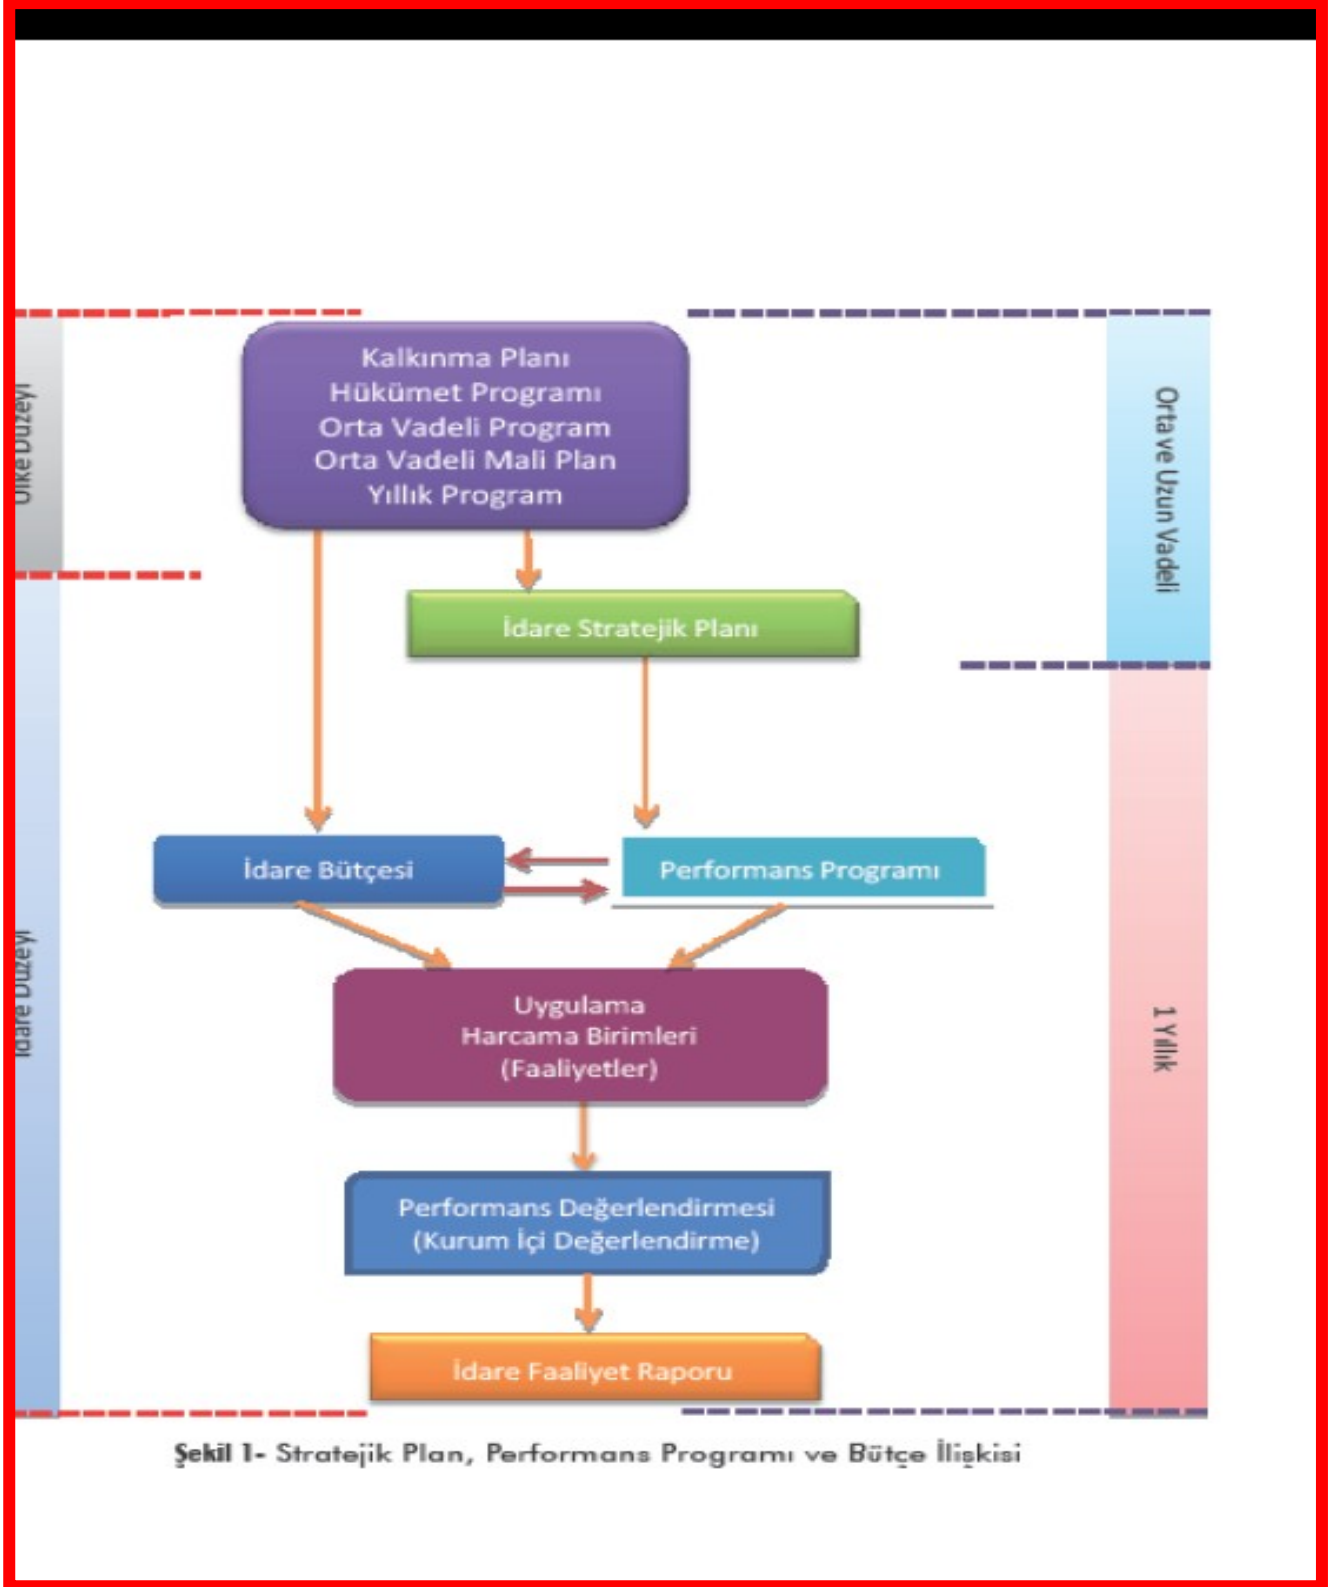 Kalkınma Planı
Hükümet Programı
Orta Vadeli Program
Orta Vadeli Mali Plan
Yıllık Program
Orta ve Uzun Vadeli
İdare Stratejik Planı
İdare Bütçesi
Performans Programı
Uygulama
Harcama Birimleri
(Faaliyetler)
1 Yıllık
Performans Değerlendirmesi
(Kurum İçi Değerlendirme)
İdare Faaliyet Raporu
Şekil 1- Stratejik Plan, Performans Programı ve Bütçe İlişkisi